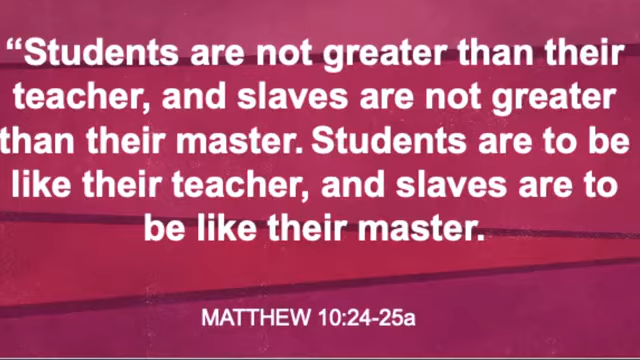 “Students are not greater than their
teacher, and slaves are not greater
than their master. Students are to be
like their teacher, and slaves are to
be like their master.
MATTHEW 10:24-25a